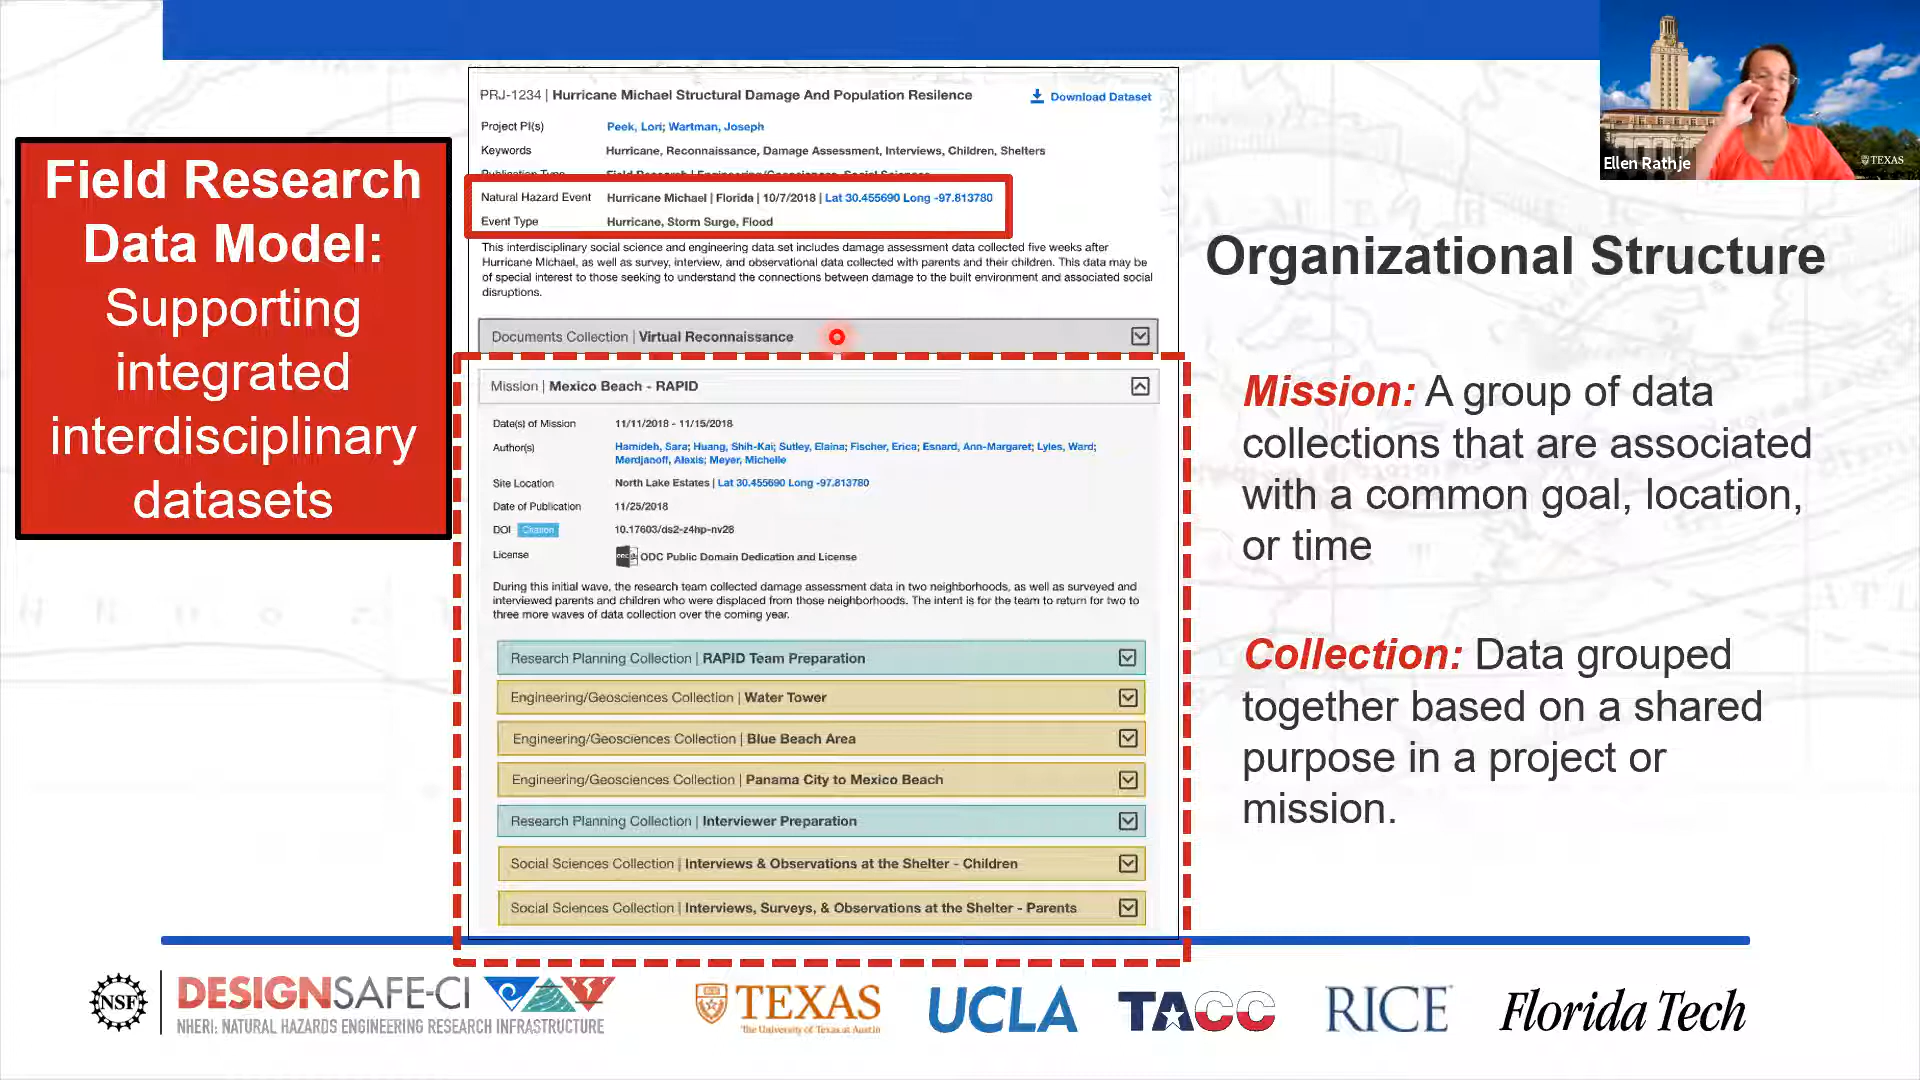 Field Research
Data Model:
Supporting
integrated
interdisciplinary
datasets
PRJ-1234 | Hurricane Michael Structural Damage And Population Resilence
Download Dataset
Project PI(s) Peek, Lori; Wartman, Joseph
Keywords Hurricane, Reconnaissance, Damage Assessment, Interviews, Children, Shelters
Publication Type Field Research | Engineering/Geosciences, Social Sciences
Natural Hazard Event Hurricane Michael | Florida | 10/7/2018 | Lat 30.455690 Long -97.813780
Event Type Hurricane, Storm Surge, Flood
This interdisciplinary social science and engineering data set includes damage assessment data collected five weeks after
Hurricane Michael, as well as survey, interview, and observational data collected with parents and their children. This data may be
of special interest to those seeking to understand the connections between damage to the built environment and associated social
disruptions.
Documents Collection | Virtual Reconnaissance
Mission | Mexico Beach - RAPID
Date(s) of Mission 11/11/2018 - 11/15/2018
Author(s) Hamideh, Sara; Huang, Shih-Kai; Sutley, Elaina; Fischer, Erica; Esnard, Ann-Margaret; Lyles, Ward;
Merdjanoff, Alexis; Meyer, Michelle
Site Location North Lake Estates | Lat 30.455690 Long -97.813780
Date of Publication 11/25/2018
DOI Citation 10.17603/ds2-z4hp-nv28
License ODC Public Domain Dedication and License
During this initial wave, the research team collected damage assessment data in two neighborhoods, as well as surveyed and
interviewed parents and children who were displaced from those neighborhoods. The intent is for the team to return for two to
three more waves of data collection over the coming year.
Research Planning Collection | RAPID Team Preparation
Engineering/Geosciences Collection | Water Tower
Engineering/Geosciences Collection | Blue Beach Area
Engineering/Geosciences Collection | Panama City to Mexico Beach
Research Planning Collection | Interviewer Preparation
Social Sciences Collection | Interviews & Observations at the Shelter - Children
Social Sciences Collection | Interviews, Surveys, & Observations at the Shelter - Parents
Ellen Rathje
TEXAS
Organizational Structure
Mission: A group of data
collections that are associated
with a common goal, location,
or time
Collection: Data grouped
together based on a shared
purpose in a project or
mission.
NSF
DESIGNSAFE-CI
NHERI: NATURAL HAZARDS ENGINEERING RESEARCH INFRASTRUCTURE
TEXAS
The University of Texas at Austin
UCLA
TACC
RICE
Florida Tech